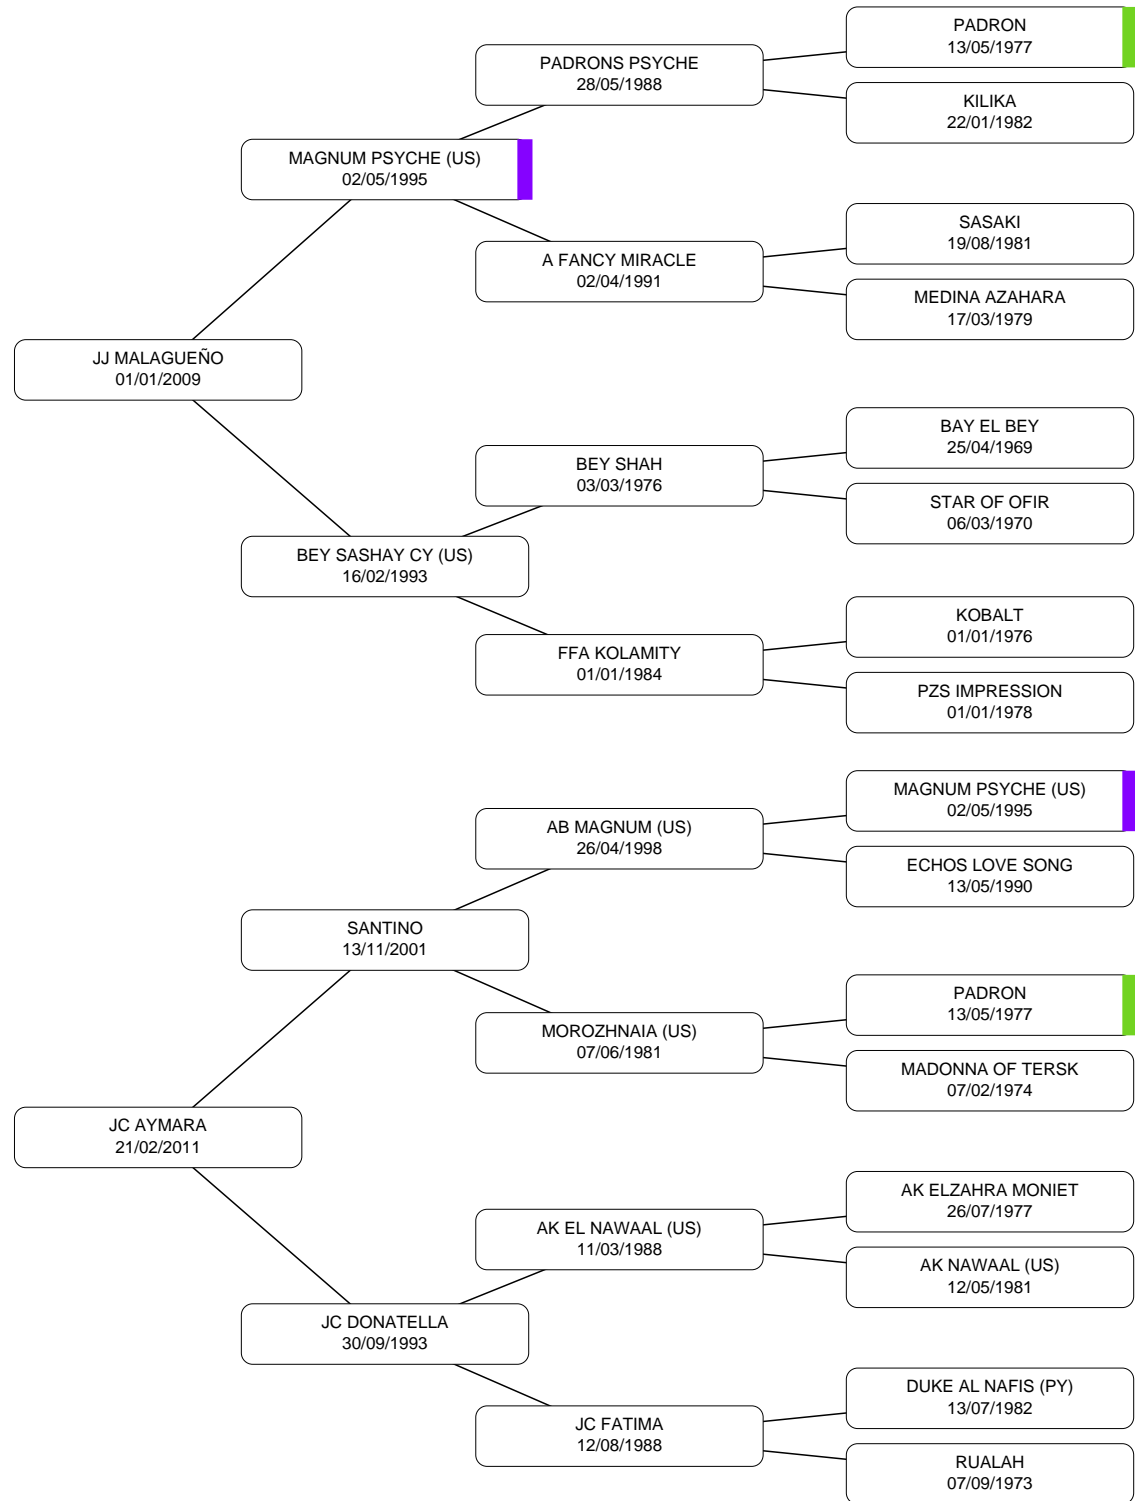 PADRON
13/05/1977
PADRONS PSYCHE
28/05/1988
KILIKA
22/01/1982
MAGNUM PSYCHE (US)
02/05/1995
SASAKI
19/08/1981
A FANCY MIRACLE
02/04/1991
MEDINA AZAHARA
17/03/1979
JJ MALAGUEÑO
01/01/2009
BAY EL BEY
25/04/1969
BEY SHAH
03/03/1976
STAR OF OFIR
06/03/1970
BEY SASHAY CY (US)
16/02/1993
KOBALT
01/01/1976
FFA KOLAMITY
01/01/1984
PZS IMPRESSION
01/01/1978
MAGNUM PSYCHE (US)
02/05/1995
AB MAGNUM (US)
26/04/1998
ECHOS LOVE SONG
13/05/1990
SANTINO
13/11/2001
PADRON
13/05/1977
MOROZHNAIA (US)
07/06/1981
MADONNA OF TERSK
07/02/1974
JC AYMARA
21/02/2011
AK ELZAHRA MONIET
26/07/1977
AK EL NAWAAL (US)
11/03/1988
AK NAWAAL (US)
12/05/1981
JC DONATELLA
30/09/1993
DUKE AL NAFIS (PY)
13/07/1982
JC FATIMA
12/08/1988
RUALAH
07/09/1973